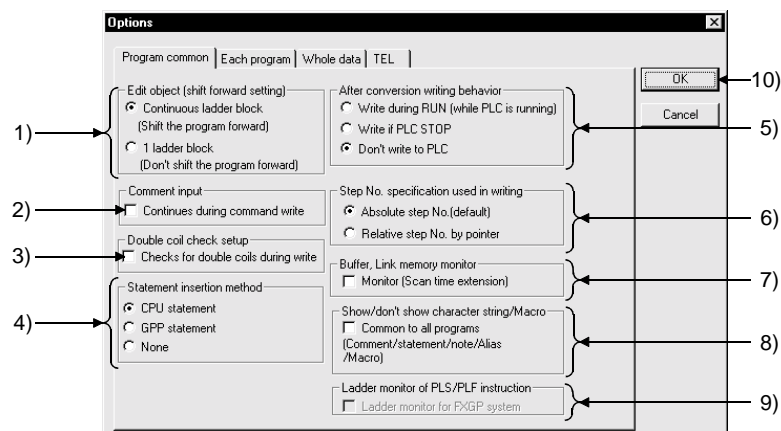 Options
Program common Each program Whole data TEL
Edit object (shift forward setting)
Continuous ladder block
(Shift the program forward)
1 ladder block
(Don't shift the program forward)
1)
Comment input
Continues during command write
2)
Double coil check setup
Checks for double coils during write
3)
Statement insertion method
CPU statement
GPP statement
None
4)
After conversion writing behavior
Write during RUN (while PLC is running)
Write if PLC STOP
Don't write to PLC
5)
Step No. specification used in writing
Absolute step No.(default)
Relative step No. by pointer
6)
Buffer, Link memory monitor
Monitor (Scan time extension)
7)
Show/don't show character string/Macro
Common to all programs
(Comment/statement/note/Alias
/Macro)
8)
Ladder monitor of PLS/PLF instruction
Ladder monitor for FXGP system
9)
OK
10)
Cancel